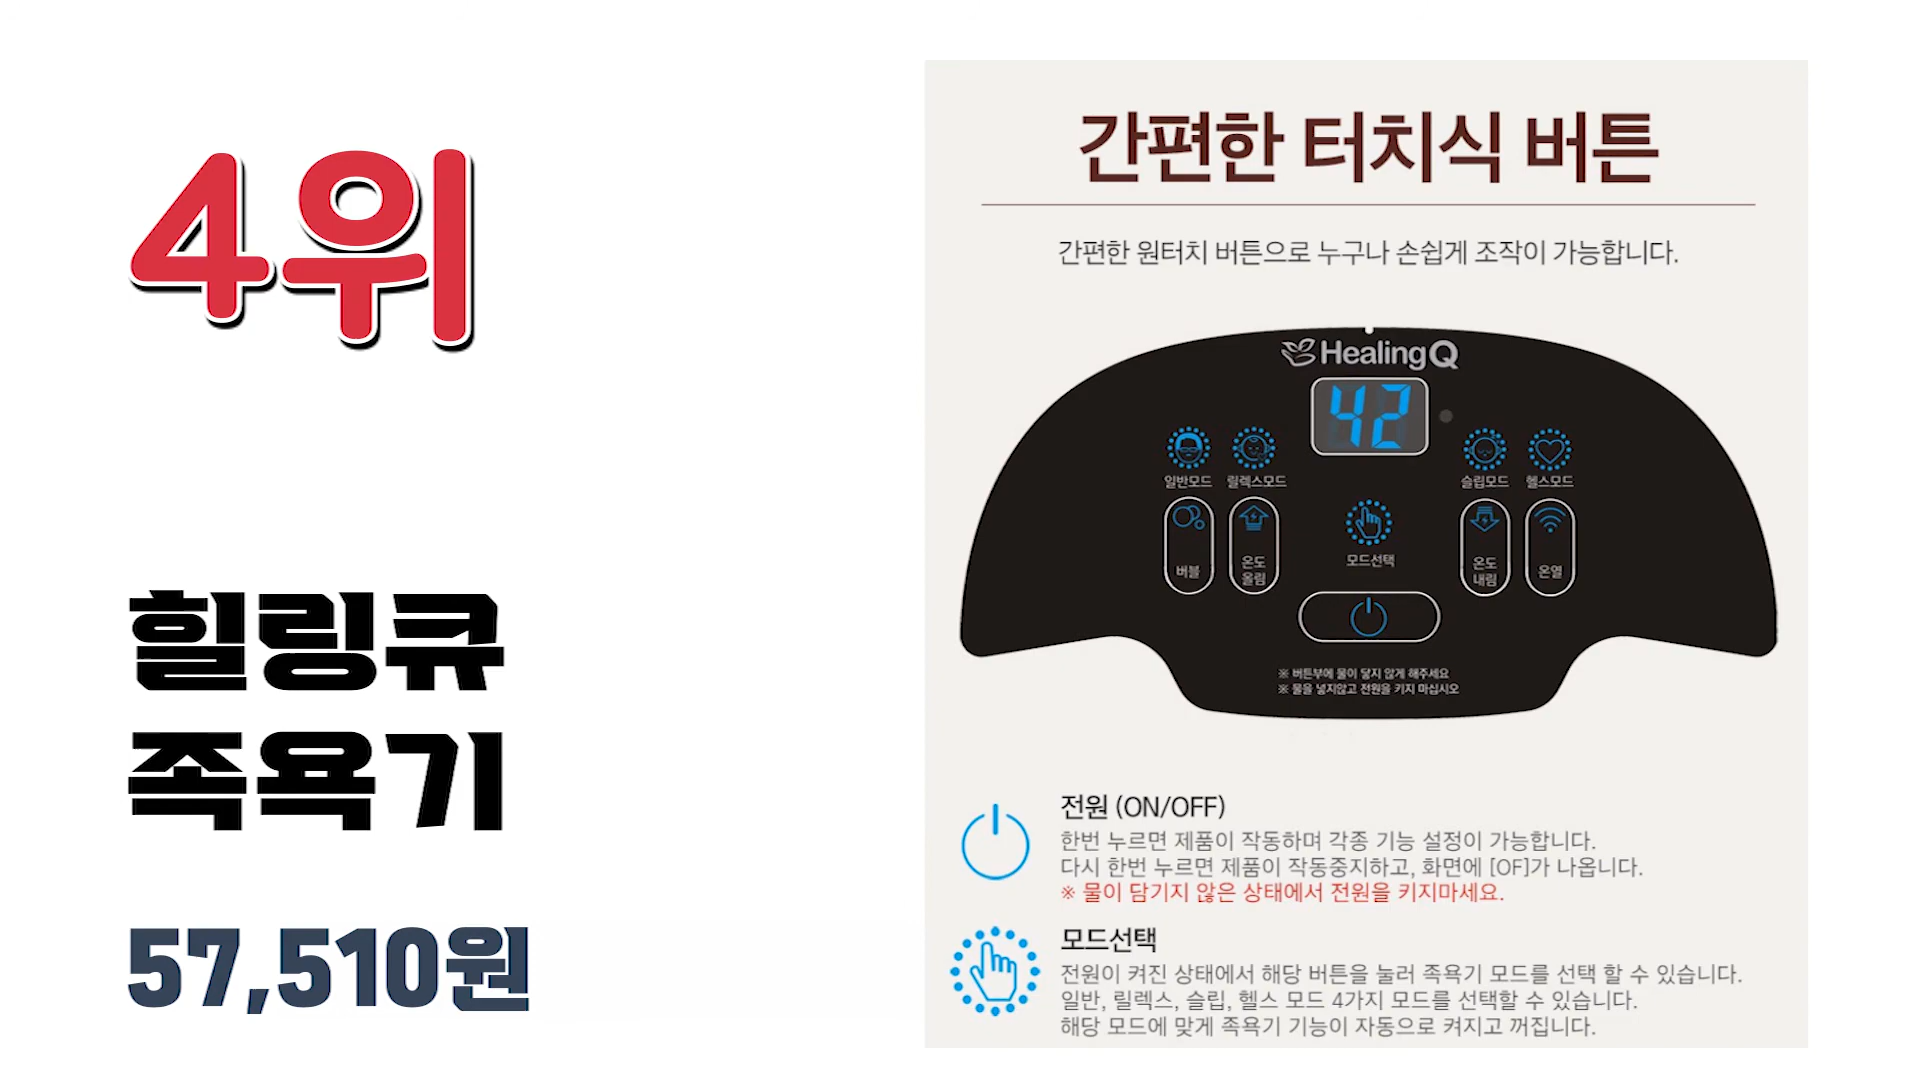 4위
힐링큐
족욕기
57,510원
간편한 터치식 버튼
간편한 원터치 버튼으로 누구나 손쉽게 조작이 가능합니다.
HealingQ
42
일반모드 릴렉스모드 슬립모드 헬스모드
버블
온도
올림
모드선택
온도
내림
온열
※ 버튼부에 물이 닿지 않게 해주세요
※ 물을 넣지않고 전원을 키지 마십시오
전원 (ON/OFF)
한번 누르면 제품이 작동하며 각종 기능 설정이 가능합니다.
다시 한번 누르면 제품이 작동중지하고, 화면에 [OF]가 나옵니다.
※ 물이 담기지 않은 상태에서 전원을 키지마세요.
모드선택
전원이 켜진 상태에서 해당 버튼을 눌러 족욕기 모드를 선택 할 수 있습니다.
일반, 릴렉스, 슬립, 헬스 모드 4가지 모드를 선택할 수 있습니다.
해당 모드에 맞게 족욕기 기능이 자동으로 켜지고 꺼집니다.